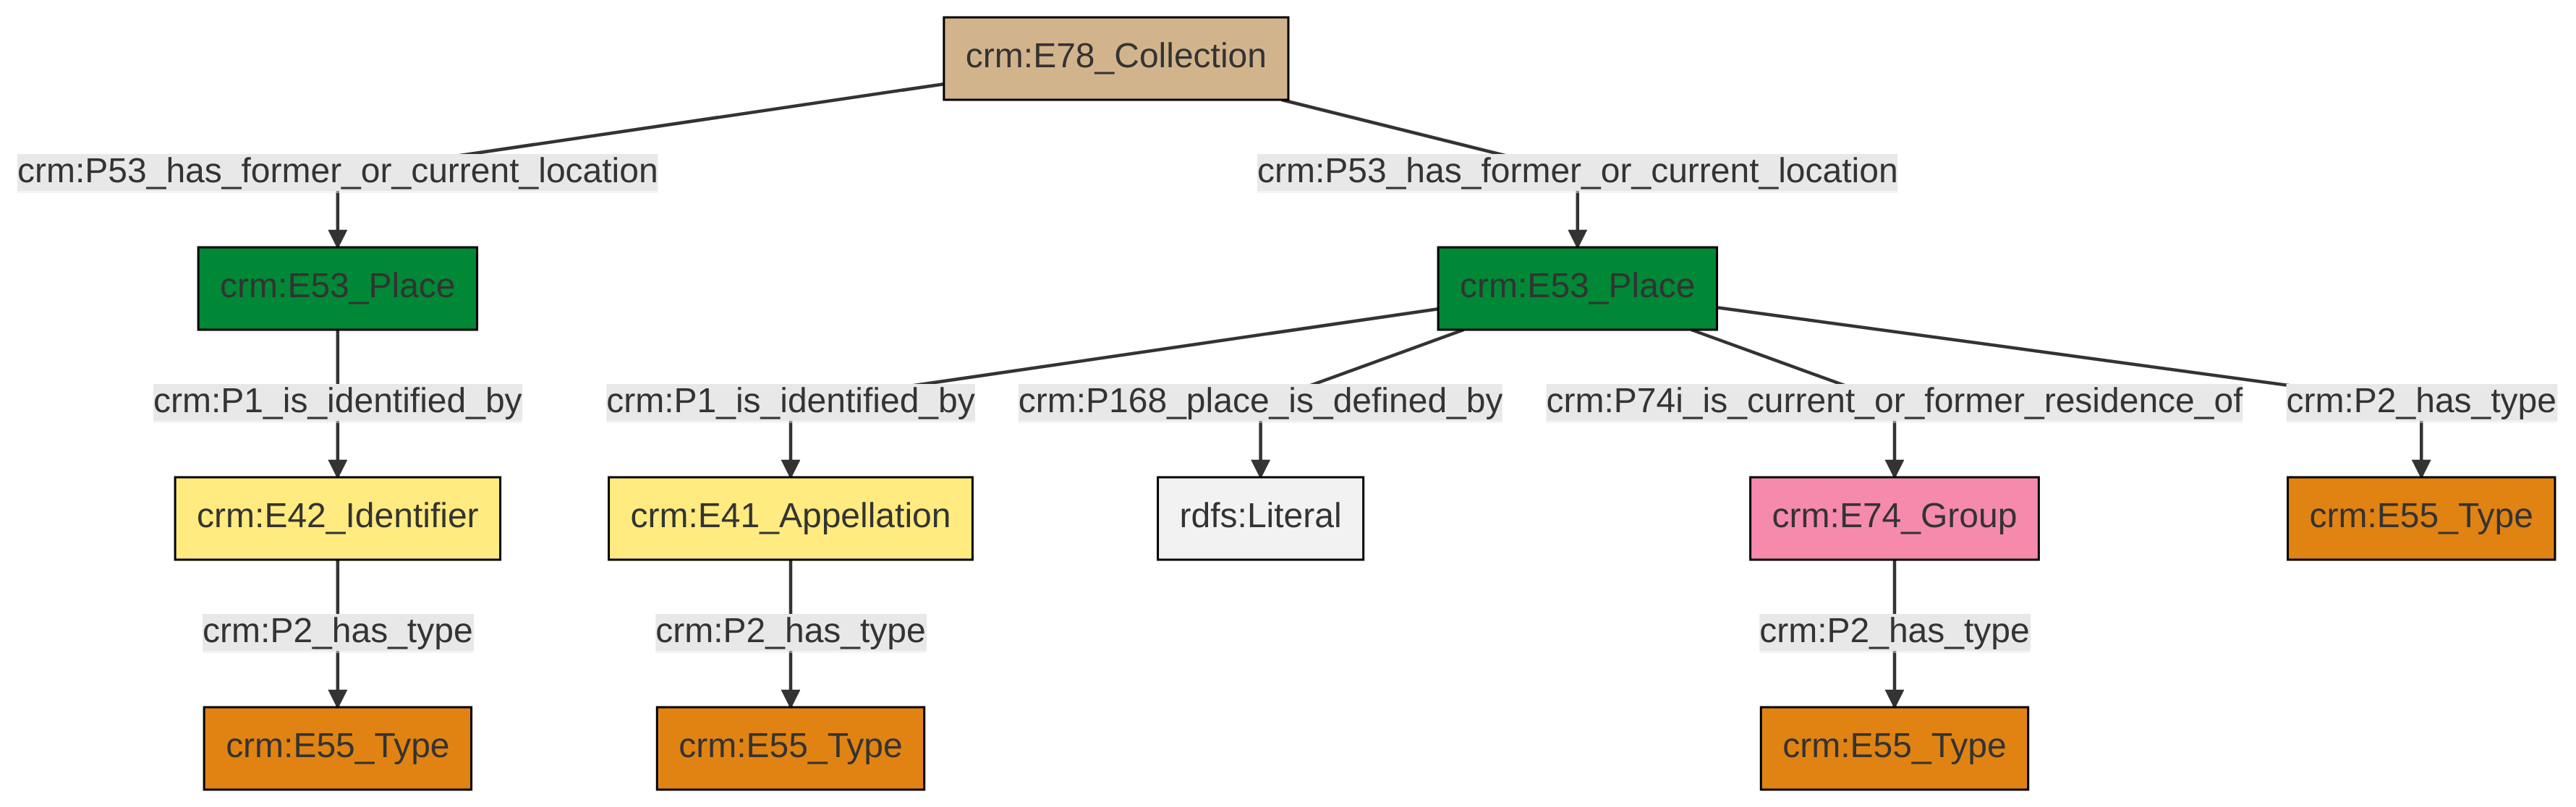 crm:E78_Collection
crm:P53_has_former_or_current_location
crm:P53_has_former_or_current_location
crm:E53_Place
crm:E53_Place
crm:P1_is_identified_by
crm:P1_is_identified_by
crm:P168_place_is_defined_by
crm:P74i_is_current_or_former_residence_of
crm:P2_has_type
crm:E42_Identifier
crm:E41_Appellation
rdfs:Literal
crm:E74_Group
crm:E55_Type
crm:P2_has_type
crm:P2_has_type
crm:P2_has_type
crm:E55_Type
crm:E55_Type
crm:E55_Type